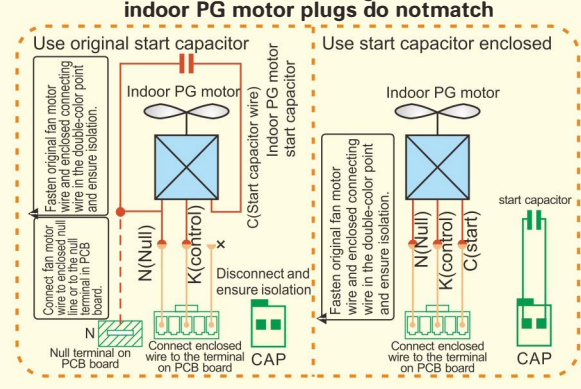 indoor PG motor plugs do notmatch
Use original start capacitor
Fasten original fan motor
wire and enclosed connecting
wire in the double-color point
and ensure isolation.
Connect fan motor
wire to enclosed null
line or to the null
terminal in PCB
board.
Indoor PG motor
C(Start capacitor wire)
Indoor PG motor
start capacitor
N(Null)
K(control)
×
Disconnect and
ensure isolation
N
Null terminal on
PCB board
Connect enclosed
wire to the terminal
on PCB board
CAP
Use start capacitor enclosed
Indoor PG motor
Fasten original fan motor
wire and enclosed connecting
wire in the double-color point
and ensure isolation.
N(Null)
K(control)
C(start)
start capacitor
Connect enclosed
wire to the terminal
on PCB board
CAP